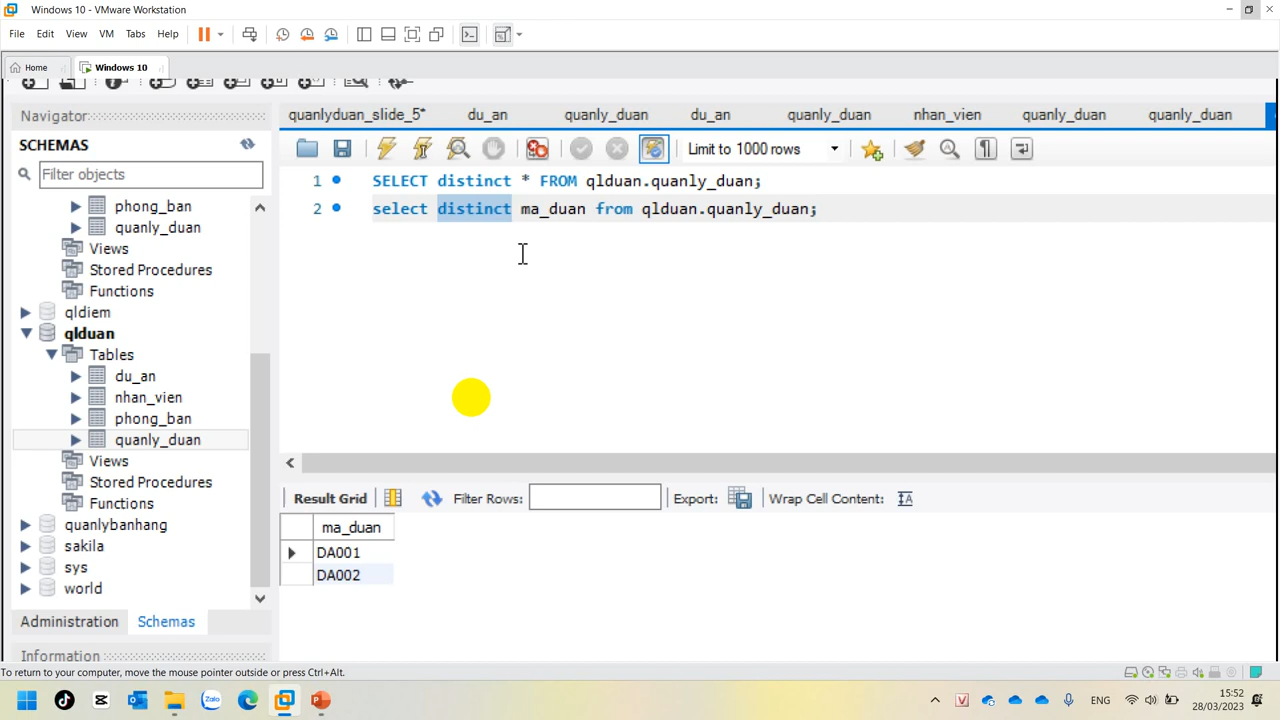 Windows 10 - VMware Workstation
File Edit View VM Tabs Help
Home Windows 10
Navigator
SCHEMAS
Filter objects
phong_ban
quanly_duan
Views
Stored Procedures
Functions
qldiem
qlduan
Tables
du_an
nhan_vien
phong_ban
quanly_duan
Views
Stored Procedures
Functions
quanlybanhang
sakila
sys
world
Administration Schemas
Information
quanlyduan_slide_5* du_an quanly_duan du_an quanly_duan nhan_vien quanly_duan quanly_duan
Limit to 1000 rows
1 SELECT distinct * FROM qlduan.quanly_duan;
2 select distinct ma_duan from qlduan.quanly_duan;
Result Grid Filter Rows: Export: Wrap Cell Content:
ma_duan
DA001
DA002
To return to your computer, move the mouse pointer outside or press Ctrl+Alt.
Zalo
ENG
15:52
28/03/2023